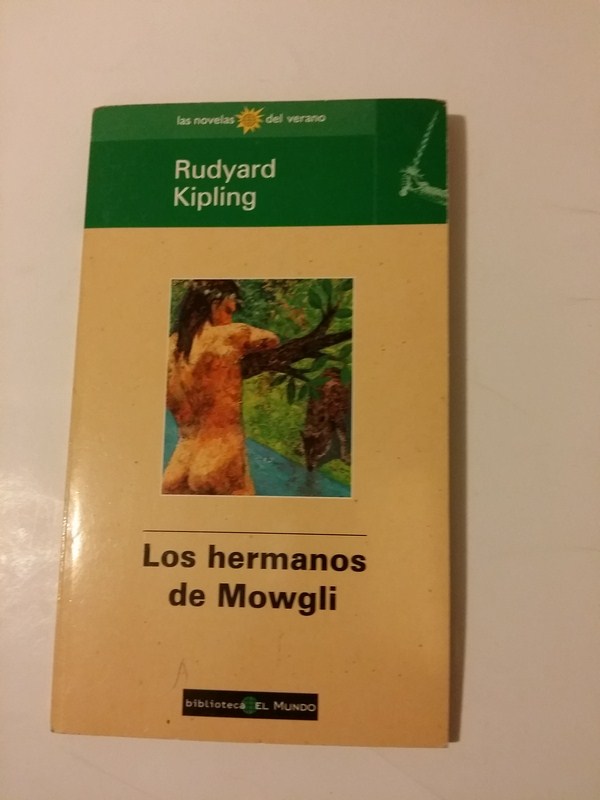 las novelas del verano
Rudyard
Kipling
Los hermanos
de Mowgli
A
biblioteca EL MUNDO